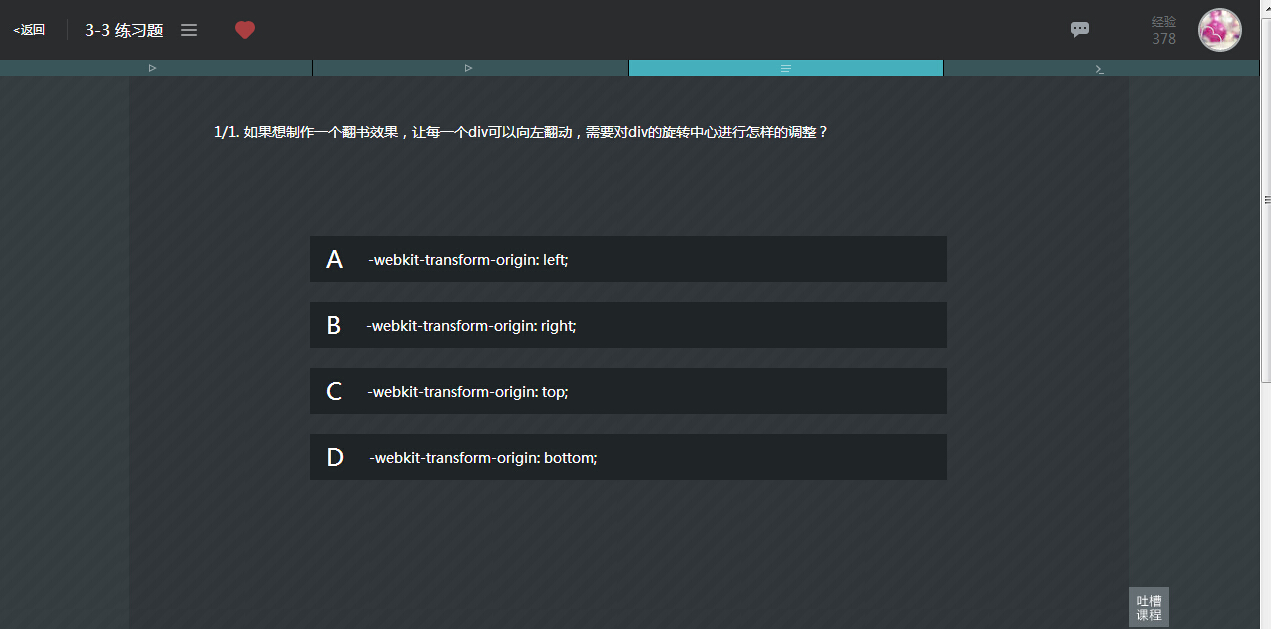 <返回
3-3 练习题
经验
378
1/1. 如果想制作一个翻书效果，让每一个div可以向左翻动，需要对div的旋转中心进行怎样的调整？
A -webkit-transform-origin: left;
B -webkit-transform-origin: right;
C -webkit-transform-origin: top;
D -webkit-transform-origin: bottom;
吐槽
课程